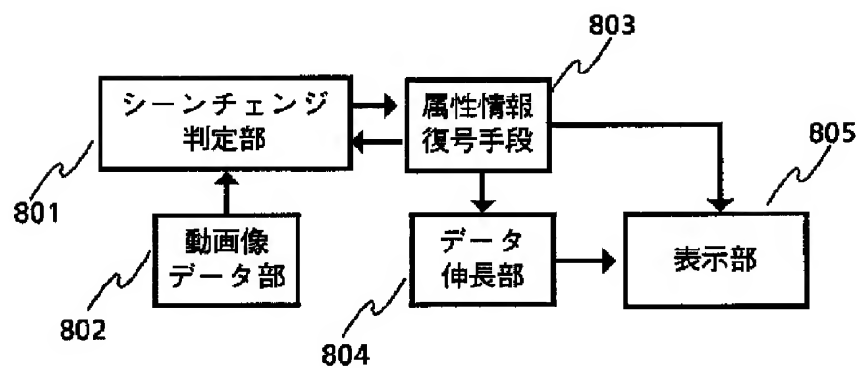 803
シーンチェンジ
判定部
属性情報
復号手段
805
801
動画像
データ部
データ
伸長部
表示部
802
804